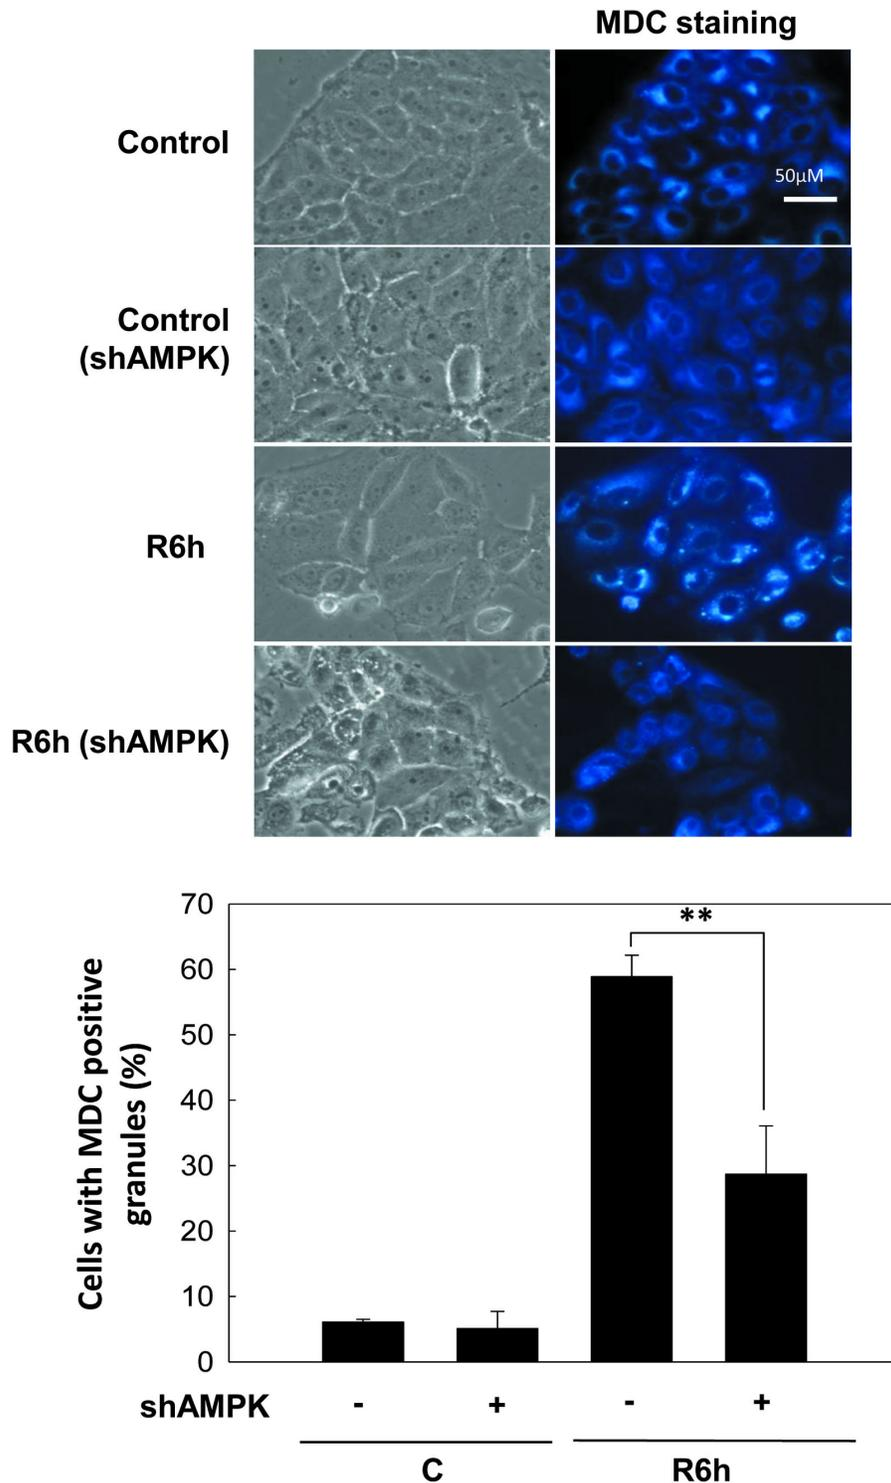 MDC staining
Control
50µM
Control
(shAMPK)
R6h
R6h (shAMPK)
70
**
60
50
40
30
20
10
0
Cells with MDC positive
granules (%)
shAMPK - + - +
C R6h